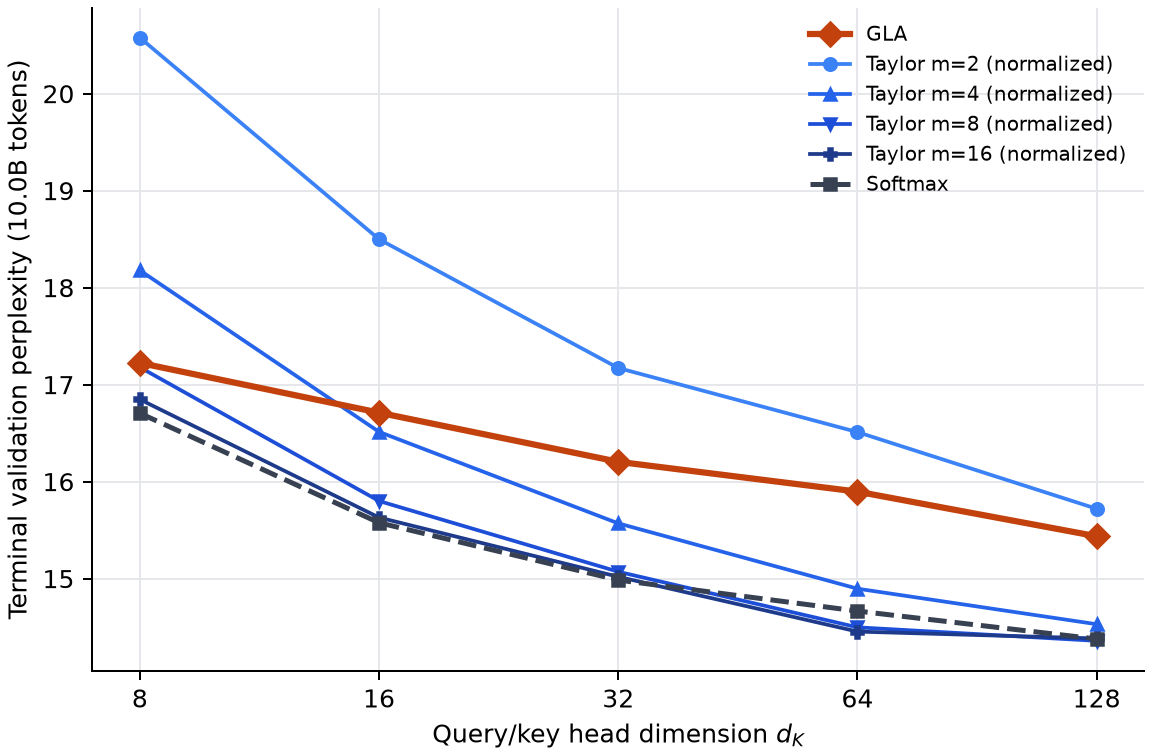 GLA
Taylor m=2 (normalized)
Taylor m=4 (normalized)
Taylor m=8 (normalized)
Taylor m=16 (normalized)
Softmax
Terminal validation perplexity (10.0B tokens)
20
19
18
17
16
15
8 16 32 64 128
Query/key head dimension d_K